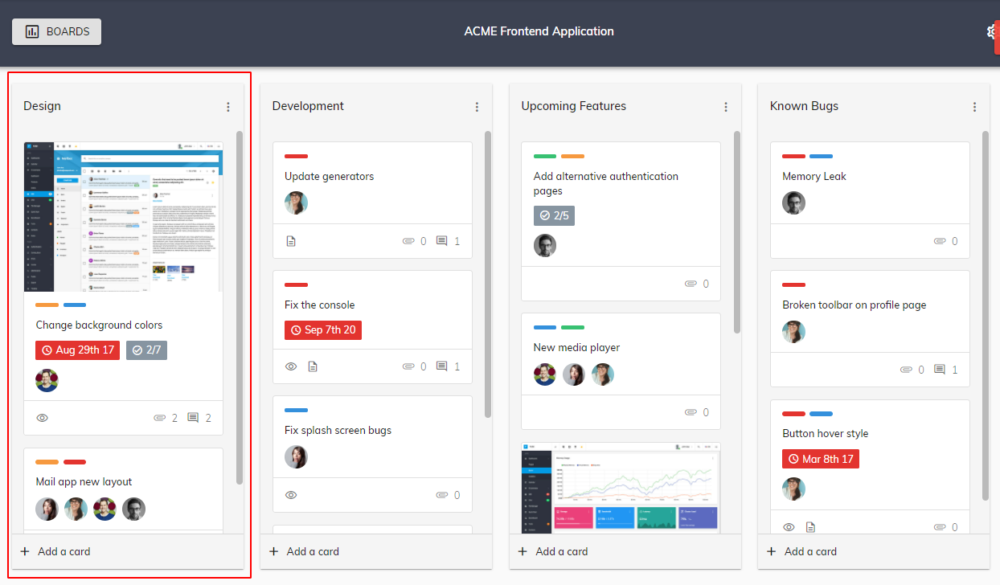 BOARDS
ACME Frontend Application
Design
Change background colors
Aug 29th 17
2/7
2
2
Mail app new layout
Add a card
Development
Update generators
0
1
Fix the console
Sep 7th 20
0
1
Fix splash screen bugs
0
Add a card
Upcoming Features
Add alternative authentication
pages
2/5
0
New media player
0
Add a card
Known Bugs
Memory Leak
0
Broken toolbar on profile page
0
1
Button hover style
Mar 8th 17
0
Add a card